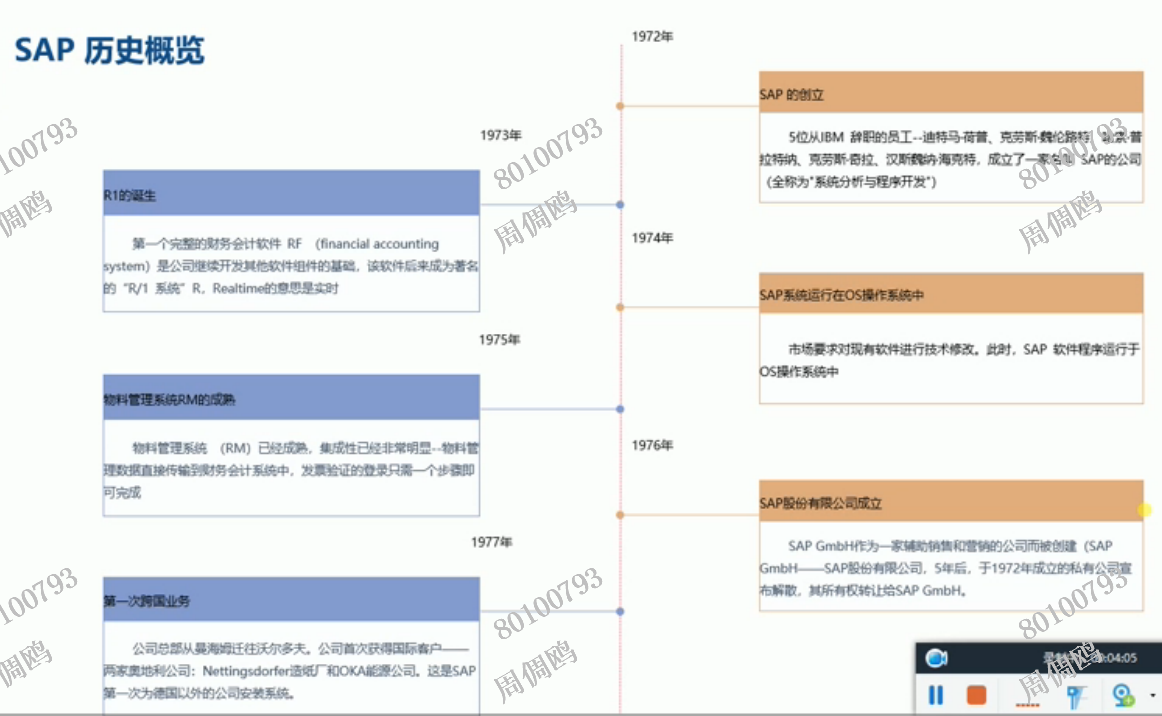 SAP 历史概览
1972年
SAP 的创立
5位从IBM 辞职的员工--迪特马·荷普、克劳斯·魏伦路特、·普
拉特纳、克劳斯·奇拉、汉斯魏纳·海克特，成立了一家 SAP的公司
（全称为"系统分析与程序开发"）
1973年
R1的诞生
第一个完整的财务会计软件 RF （financial accounting
system）是公司继续开发其他软件组件的基础，该软件后来成为著名
的“R/1 系统”R，Realtime的意思是实时
1974年
SAP系统运行在OS操作系统中
市场要求对现有软件进行技术修改。此时，SAP 软件程序运行于
OS操作系统中
1975年
物料管理系统RM的成熟
物料管理系统 （RM）已经成熟，集成性已经非常明显--物料管
理数据直接传输到财务会计系统中，发票验证的登录只需一个步骤即
可完成
1976年
SAP股份有限公司成立
SAP GmbH作为一家辅助销售和营销的公司而被创建（SAP
GmbH——SAP股份有限公司，5年后，于1972年成立的私有公司宣
布解散，其所有权转让给SAP GmbH。
1977年
第一次跨国业务
公司总部从曼海姆迁往沃尔多夫。公司首次获得国际客户——
两家奥地利公司：Nettingsdorfer造纸厂和OKA能源公司。这是SAP
第一次为德国以外的公司安装系统。
80100793
周倜鸥
80100793
周倜鸥
80100793
周倜鸥
80100793
周倜鸥
80100793
周倜鸥
80100793
周倜鸥
:04:05